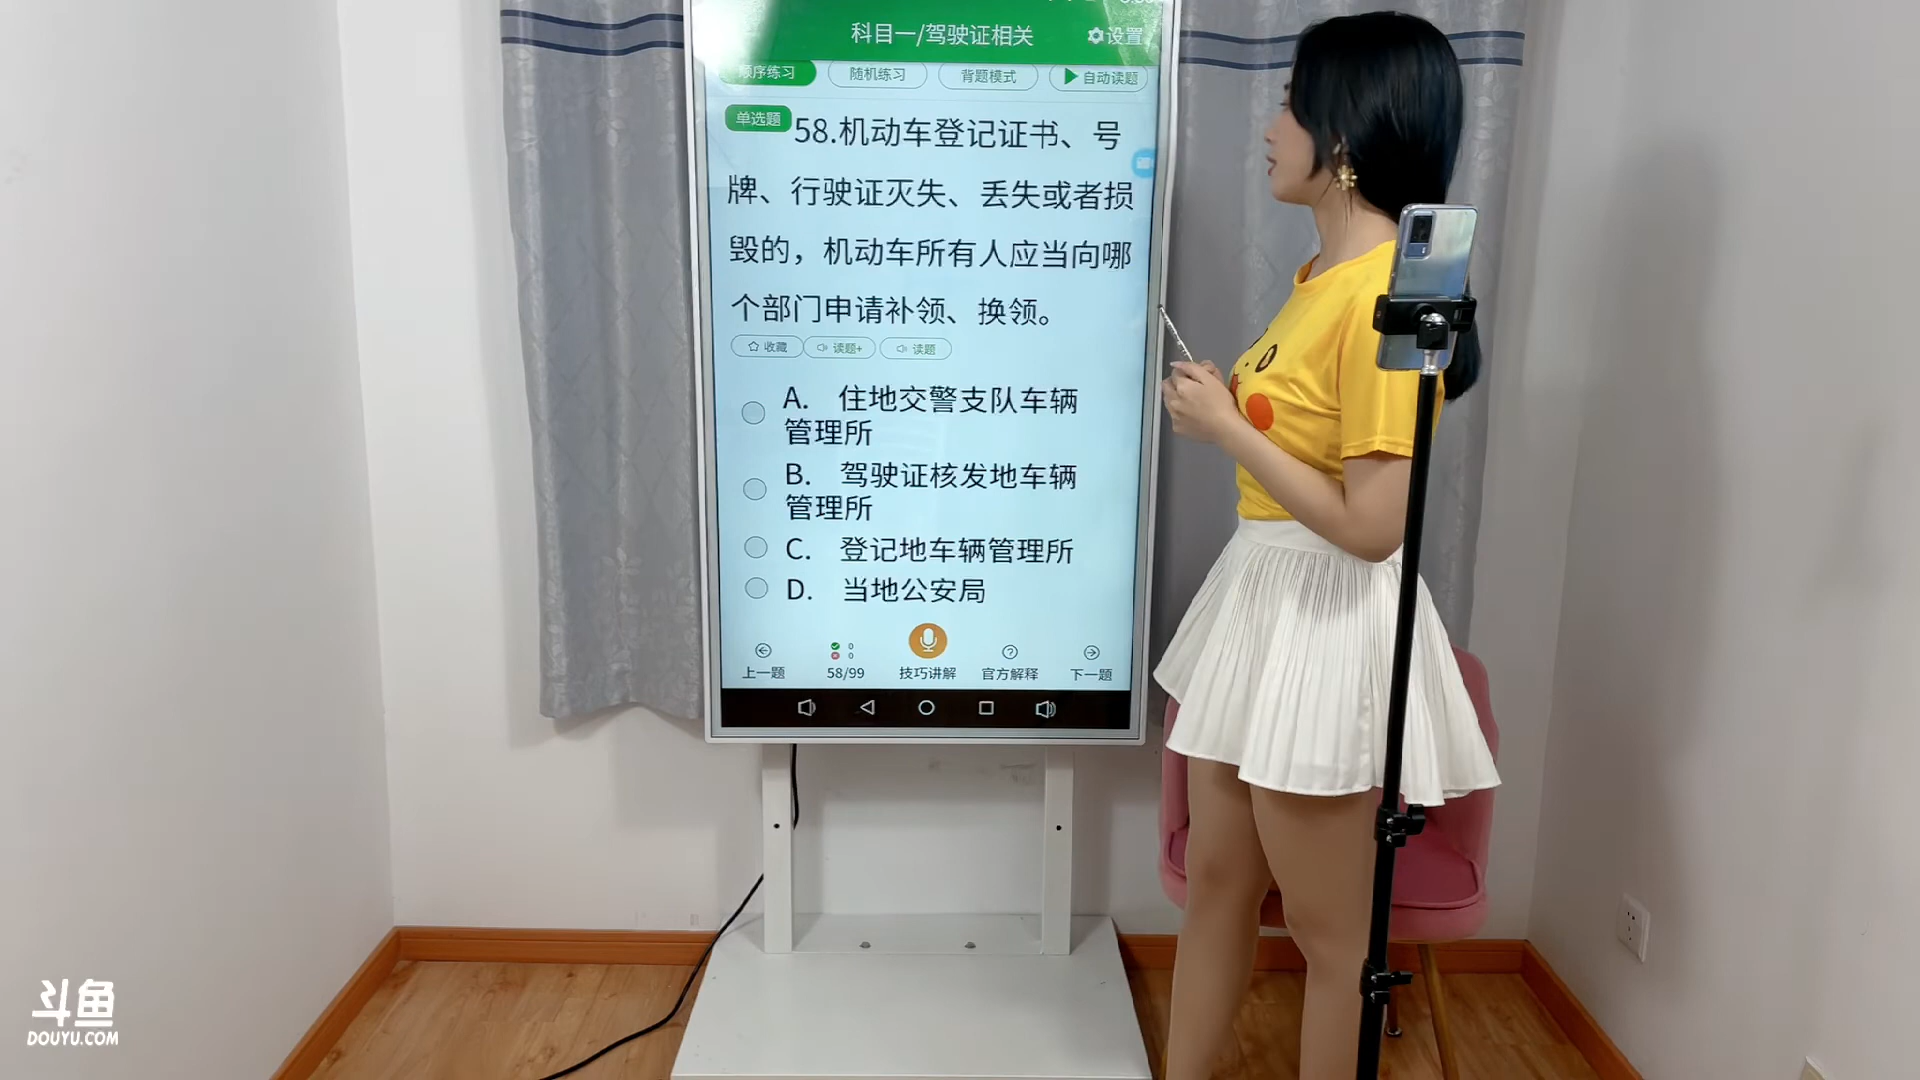 科目一/驾驶证相关
设置
顺序练习
随机练习
背题模式
自动读题
单选题
58.机动车登记证书、号
牌、行驶证灭失、丢失或者损
毁的，机动车所有人应当向哪
个部门申请补领、换领。
收藏
读题+
读题
A. 住地交警支队车辆
管理所
B. 驾驶证核发地车辆
管理所
C. 登记地车辆管理所
D. 当地公安局
0
0
上一题
58/99
技巧讲解
官方解释
下一题
斗鱼
DOUYU.COM